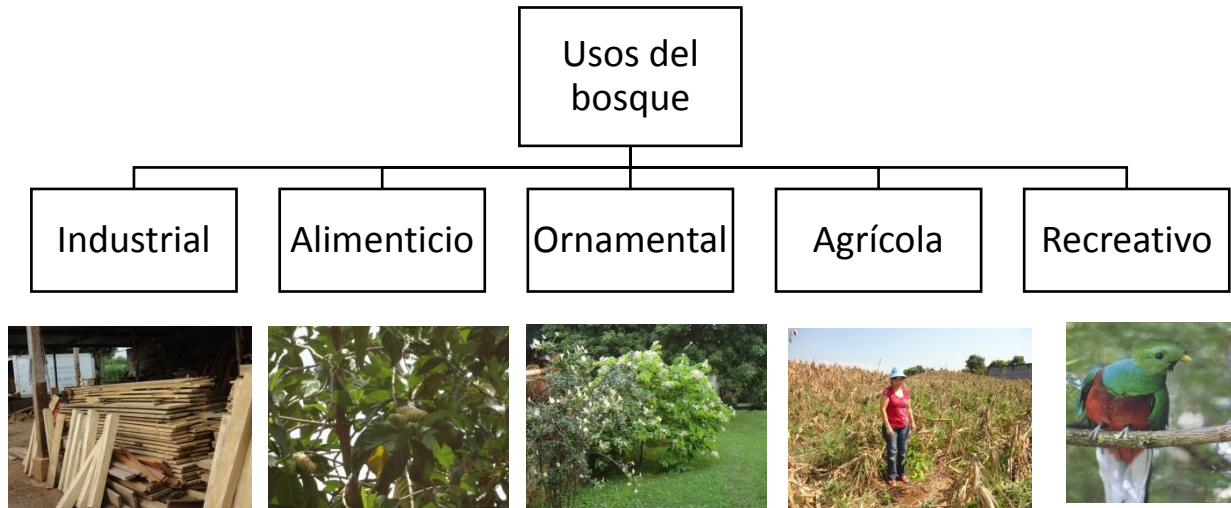 Usos del
bosque
Industrial
Alimenticio
Ornamental
Agrícola
Recreativo